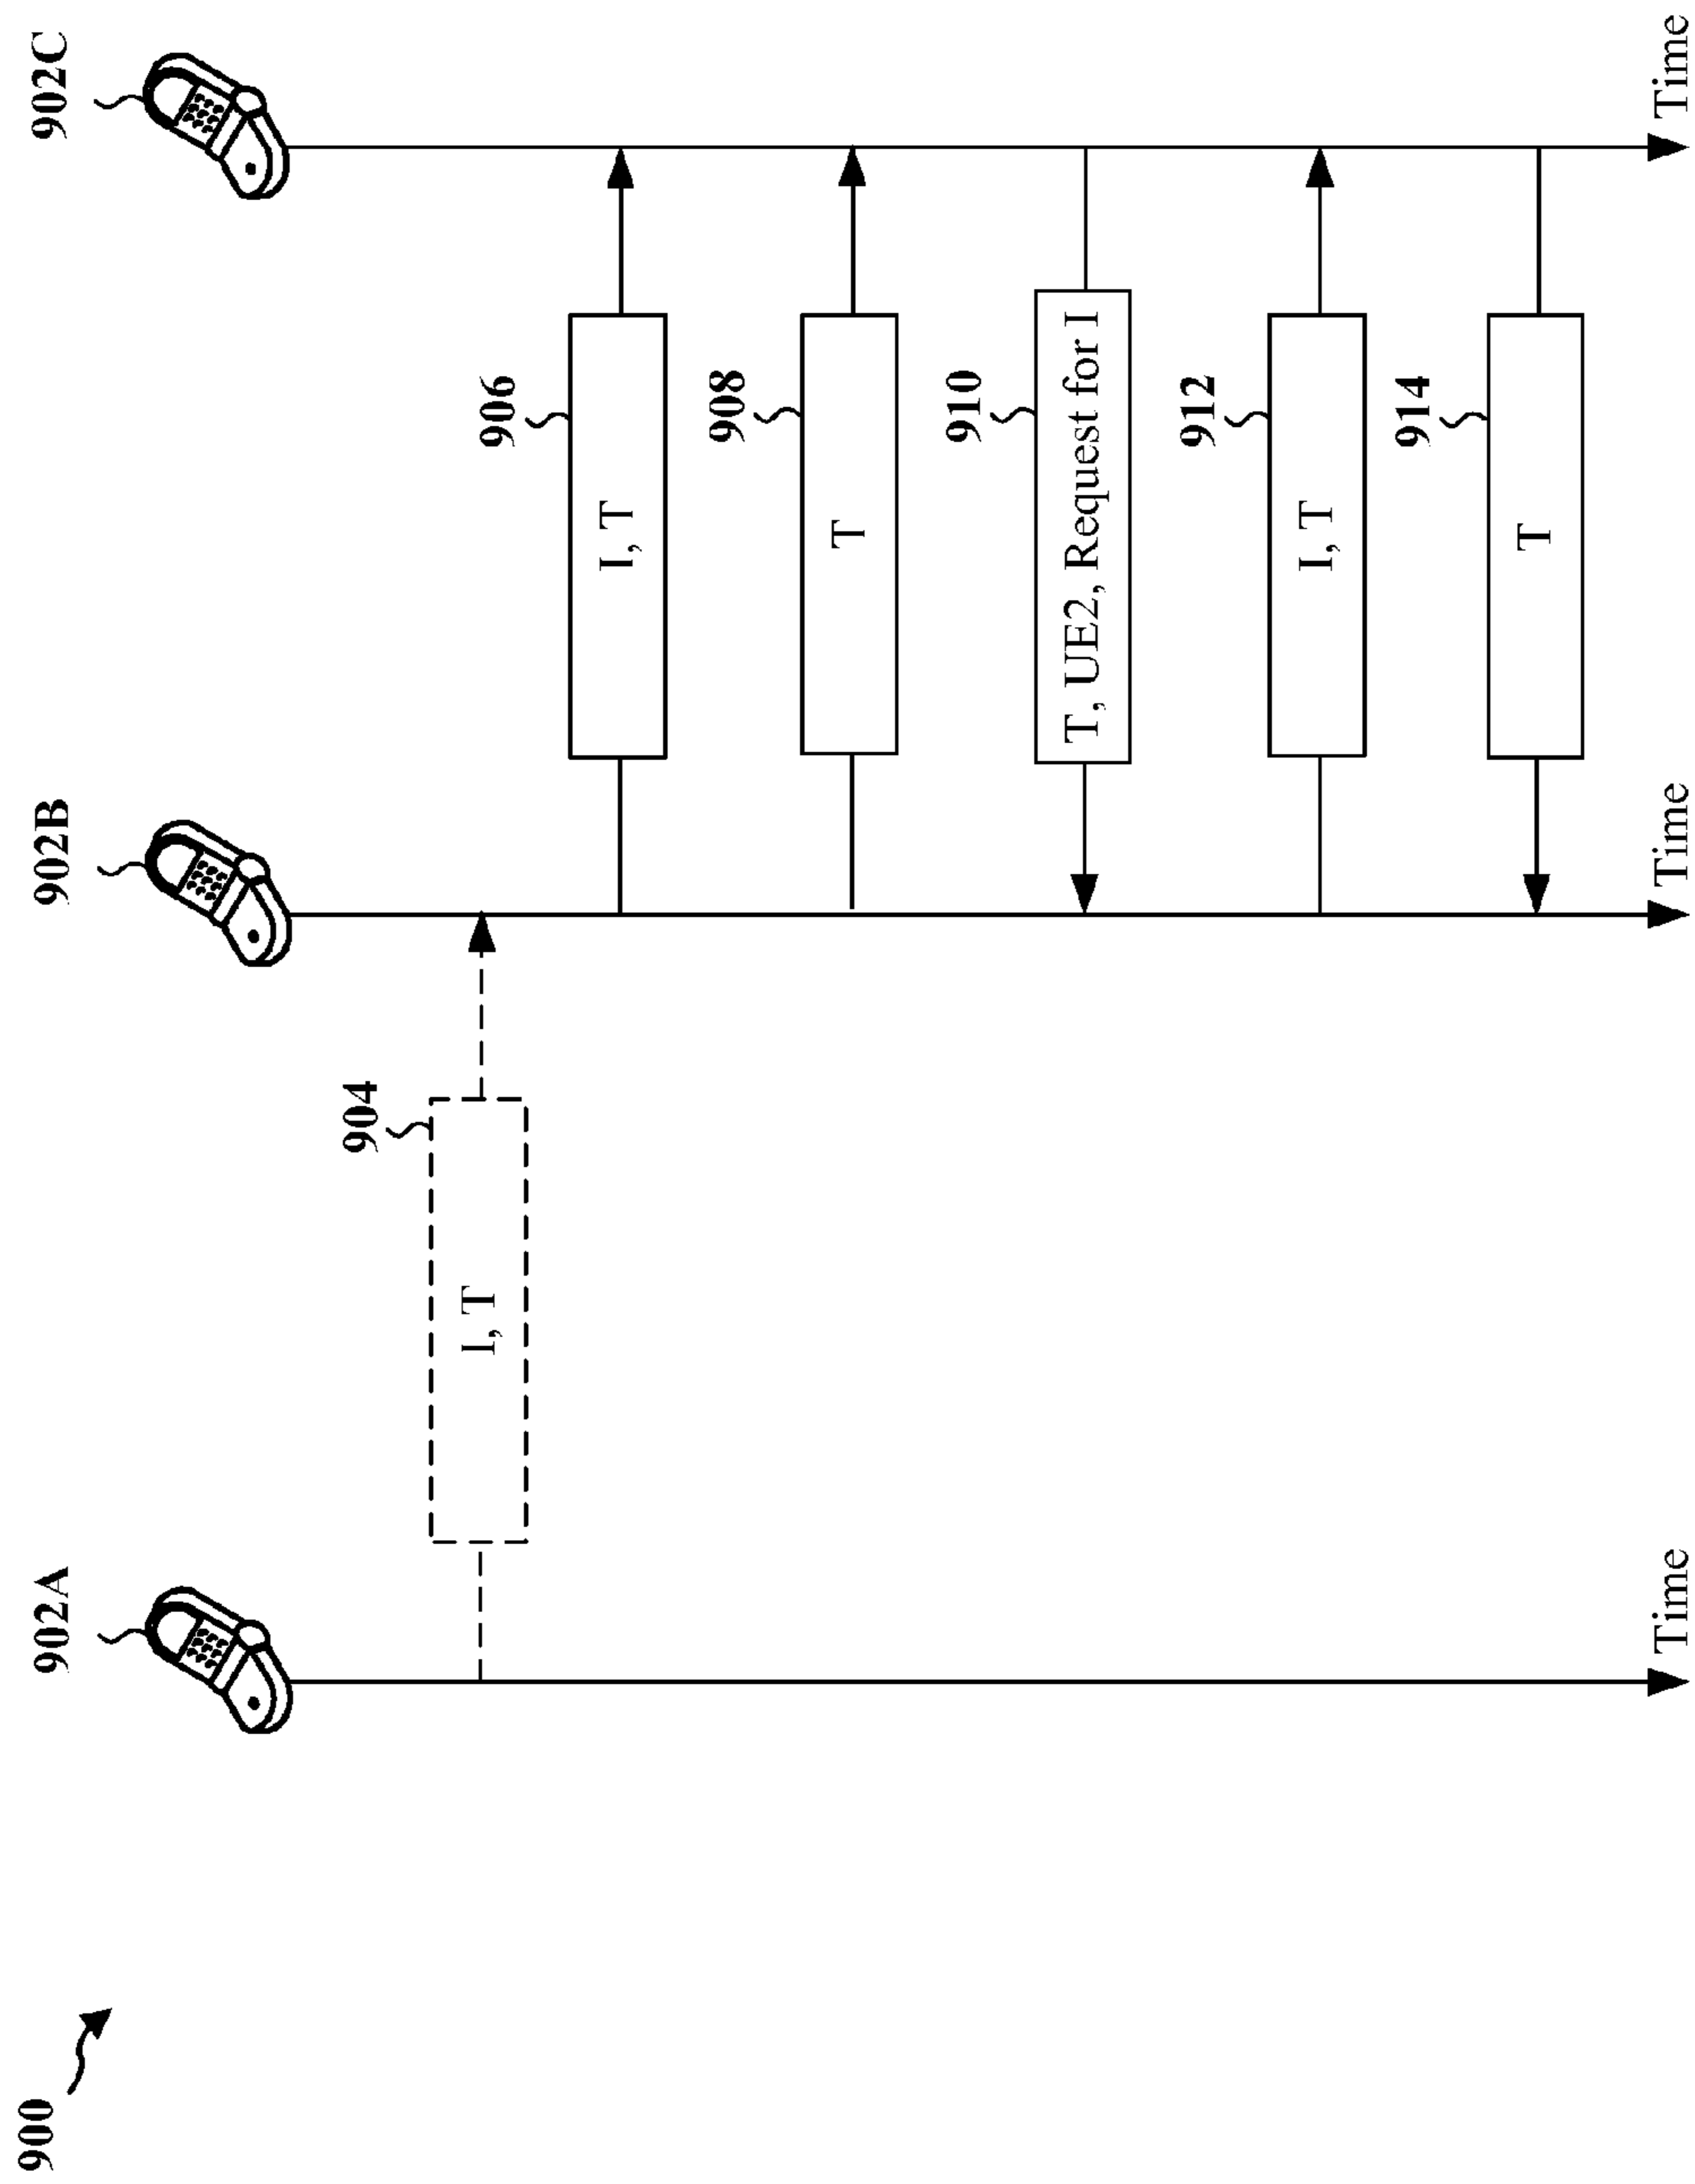 900
902A
902B
902C
904
I, T
906
I, T
908
T
910
T, UE2, Request for I
912
I, T
914
T
Time
Time
Time